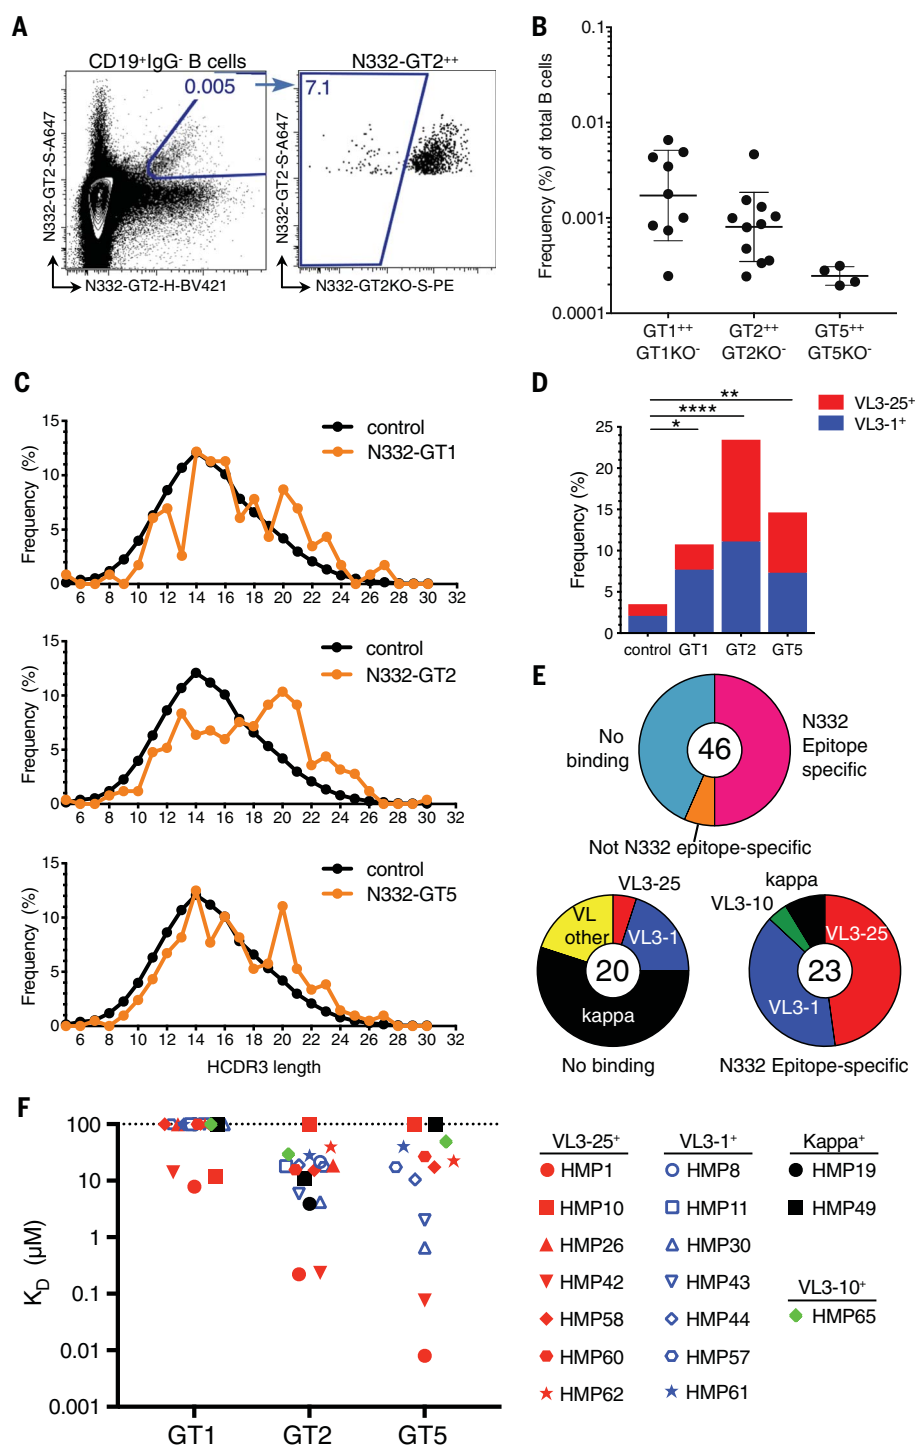 A
CD19+IgG- B cells
N332-GT2++
0.005
7.1
N332-GT2-S-A647
N332-GT2-S-A647
N332-GT2-H-BV421
N332-GT2KO-S-PE
B
Frequency (%) of total B cells
0.1
0.01
0.001
0.0001
GT1++ GT2++ GT5++
GT1KO- GT2KO- GT5KO-
C
Frequency (%)
15
10
5
0
control
N332-GT1
6 8 10 12 14 16 18 20 22 24 26 28 30 32
Frequency (%)
15
10
5
0
control
N332-GT2
6 8 10 12 14 16 18 20 22 24 26 28 30 32
Frequency (%)
15
10
5
0
control
N332-GT5
6 8 10 12 14 16 18 20 22 24 26 28 30 32
HCDR3 length
D
**
****
*
VL3-25+
VL3-1+
Frequency (%)
25
20
15
10
5
0
control GT1 GT2 GT5
E
No binding
46
N332 Epitope specific
Not N332 epitope-specific
VL3-25
VL other
VL3-1
20
kappa
No binding
kappa
VL3-10
VL3-25
23
VL3-1
N332 Epitope-specific
F
KD (µM)
100
10
1
0.1
0.01
0.001
GT1 GT2 GT5
VL3-25+
HMP1
HMP10
HMP26
HMP42
HMP58
HMP60
HMP62
VL3-1+
HMP8
HMP11
HMP30
HMP43
HMP44
HMP57
HMP61
Kappa+
HMP19
HMP49
VL3-10+
HMP65